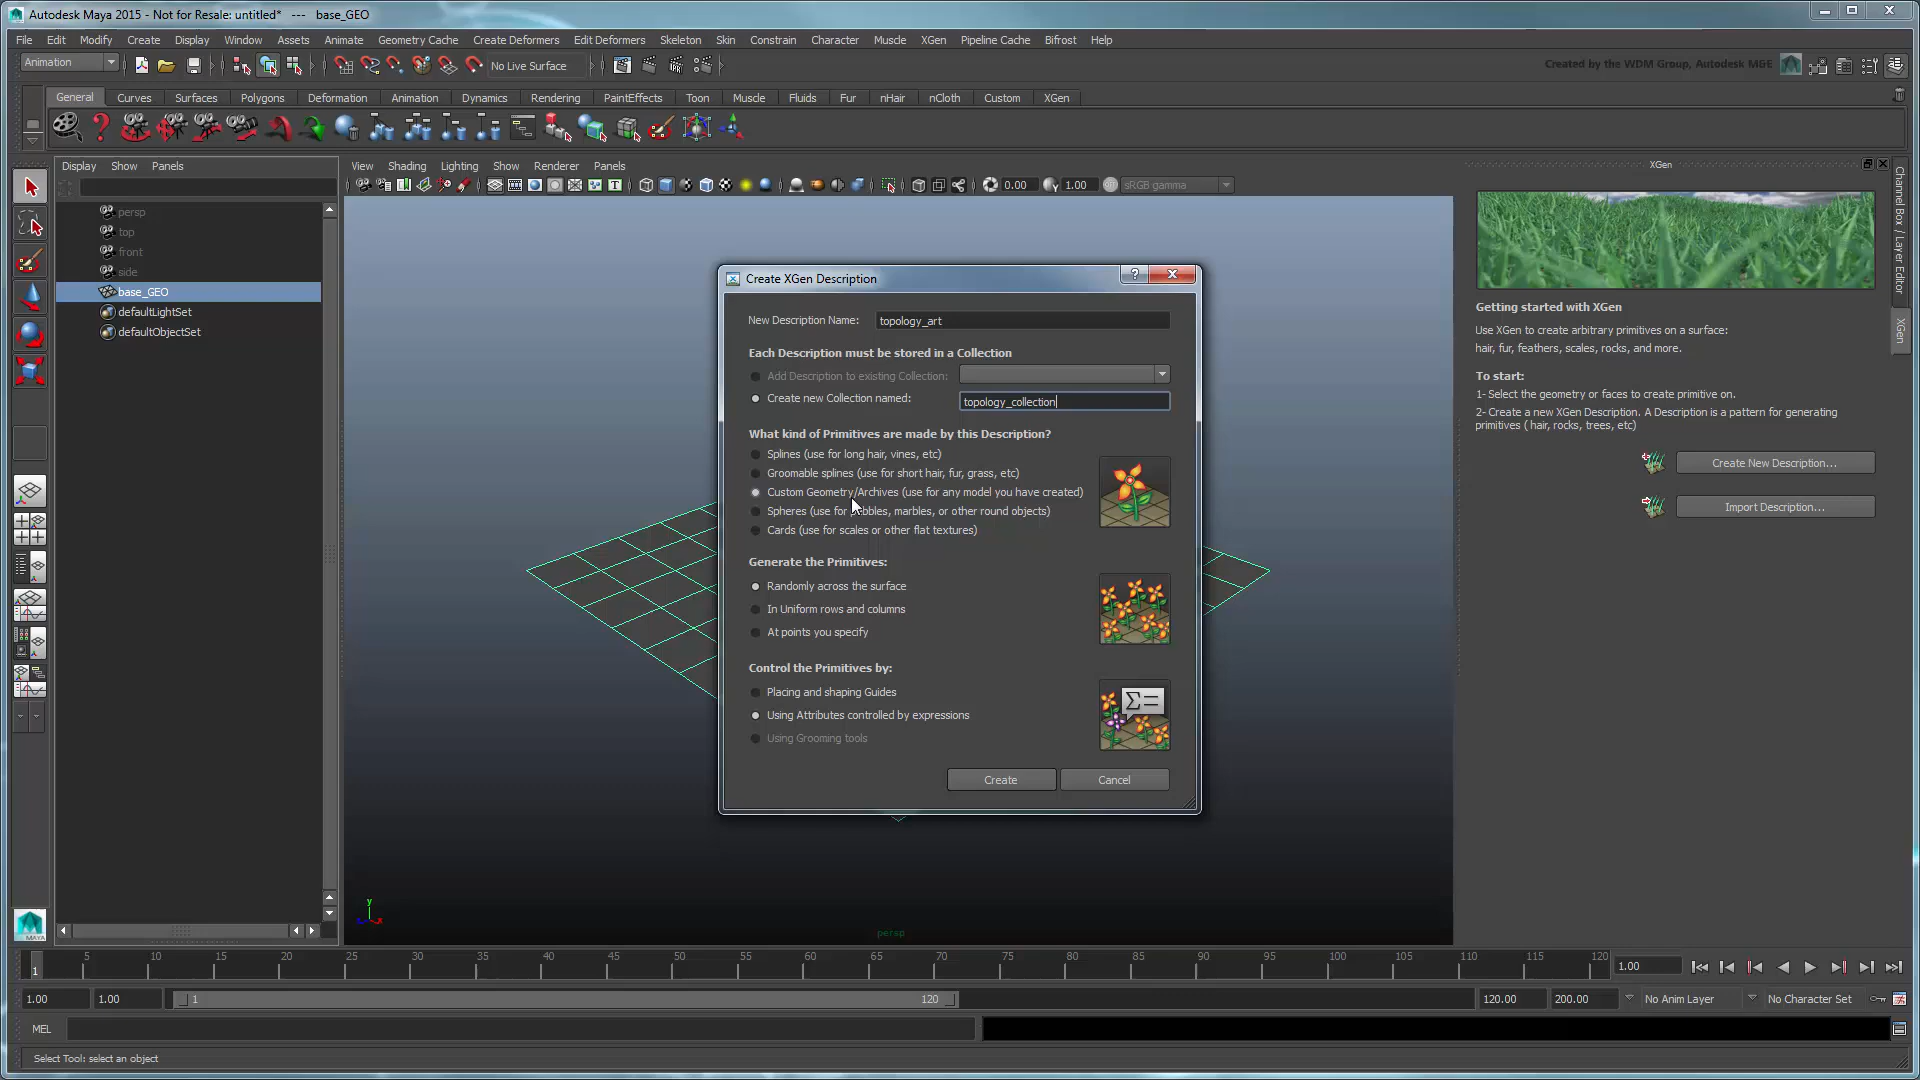 Autodesk Maya 2015 - Not for Resale: untitled* --- base_GEO
File Edit Modify Create Display Window Assets Animate Geometry Cache Create Deformers Edit Deformers Skeleton Skin Constrain Character Muscle XGen Pipeline Cache Bifrost Help
Animation
No Live Surface
Created by the WDM Group, Autodesk M&E
General Curves Surfaces Polygons Deformation Animation Dynamics Rendering PaintEffects Toon Muscle Fluids Fur nHair nCloth Custom XGen
Display Show Panels
View Shading Lighting Show Renderer Panels
0.00 1.00 sRGB gamma
persp
top
front
side
base_GEO
defaultLightSet
defaultObjectSet
Create XGen Description
New Description Name: topology_art
Each Description must be stored in a Collection
Add Description to existing Collection:
Create new Collection named: topology_collection
What kind of Primitives are made by this Description?
Splines (use for long hair, vines, etc)
Groomable splines (use for short hair, fur, grass, etc)
Custom Geometry/Archives (use for any model you have created)
Spheres (use for pebbles, marbles, or other round objects)
Cards (use for scales or other flat textures)
Generate the Primitives:
Randomly across the surface
In Uniform rows and columns
At points you specify
Control the Primitives by:
Placing and shaping Guides
Using Attributes controlled by expressions
Using Grooming tools
Create Cancel
y
x
persp
XGen
Getting started with XGen
Use XGen to create arbitrary primitives on a surface:
hair, fur, feathers, scales, rocks, and more.
To start:
1- Select the geometry or faces to create primitive on.
2- Create a new XGen Description. A Description is a pattern for generating
primitives ( hair, rocks, trees, etc)
Create New Description...
Import Description...
Channel Box / Layer Editor
XGen
MAYA
1 5 10 15 20 25 30 35 40 45 50 55 60 65 70 75 80 85 90 95 100 105 110 115 120
1.00
1.00 1.00 1 120 120.00 200.00 No Anim Layer No Character Set
MEL
Select Tool: select an object